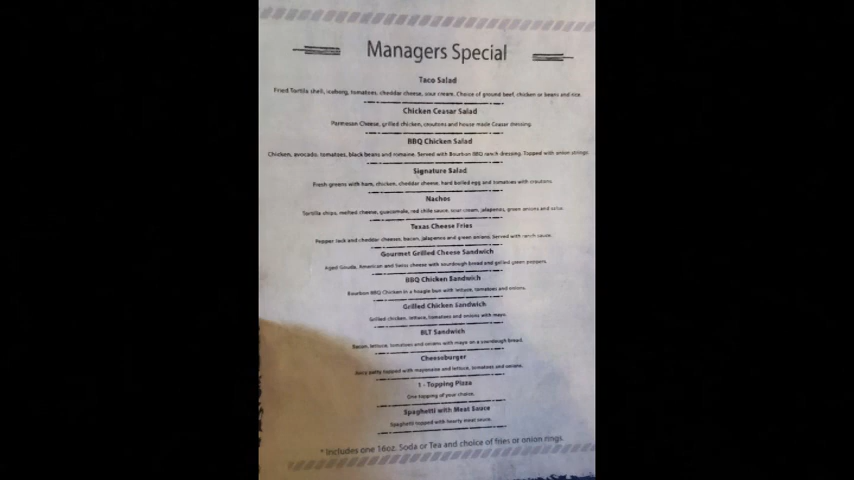 Managers Special
Taco Salad
Fried Tortila shell, iceberg, tomatoes, cheddar cheese, sour cream. Choice of ground beef, chicken or beans and rice.
Chicken Ceasar Salad
Parmesan Cheese, grilled chicken, croutons and house made Ceasar dressing.
BBQ Chicken Salad
Chicken, avocado, tomatoes, black beans and romaine. Served with Bourbon BBQ ranch dressing. Topped with onion strings
Signature Salad
Fresh greens with ham, chicken, cheddar cheese, hard boiled egg and tomatoes with croutons
Nachos
Tortilla chips, melted cheese, guacamole, red chile sauce, sour cream, jalapenos, green onions and
Texas Cheese Fries
Pepper Jack and cheddar cheeses, bacon, jalapenos and green onions. Served with ranch sauce.
Gourmet Grilled Cheese Sandwich
Aged Gouda, American and Swiss cheese with sourdough bread and grilled green peppers.
BBQ Chicken Sandwich
Bourbon BBQ Chicken in a hoagie bun with lettuce, tomatoes and onions.
Grilled Chicken Sandwich
Grilled chicken, lettuce, tomatoes and onions with mayo.
BLT Sandwich
Bacon, lettuce, tomatoes and onions with mayo on a sourdough bread.
Cheeseburger
Juicy patty topped with mayonaise and lettuce, tomatoes and onions.
1 - Topping Pizza
One topping of your choice.
Spaghetti with Meat Sauce
Spaghetti topped with hearty meat sauce.
* Includes one 16oz. Soda or Tea and choice of fries or onion rings.